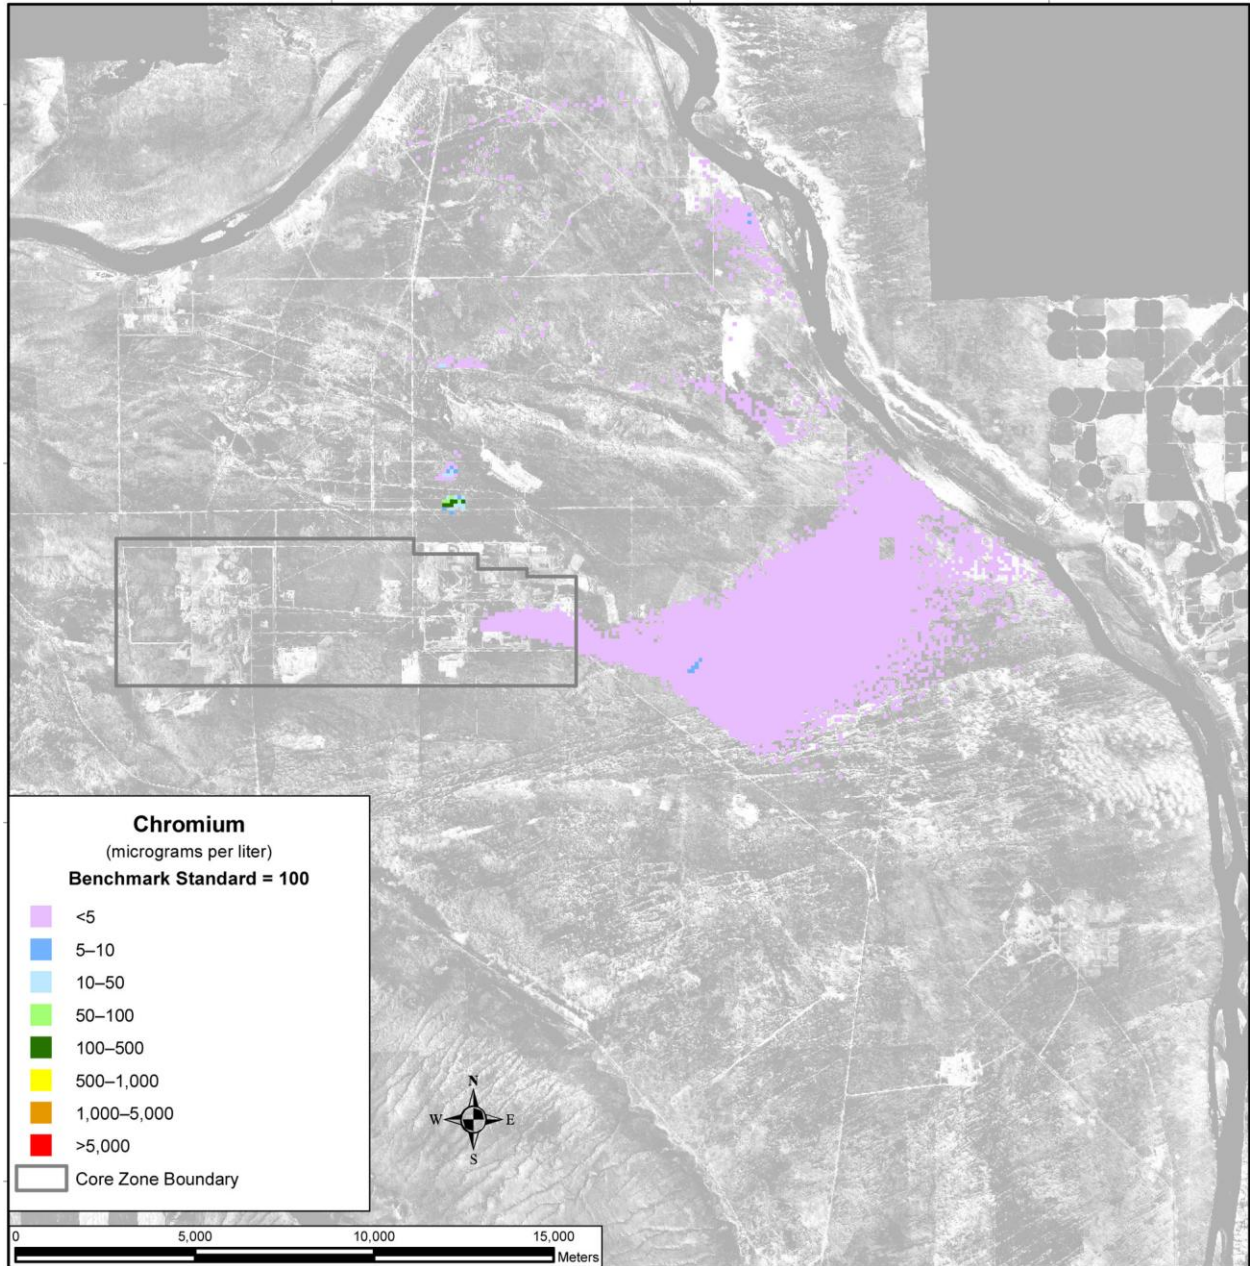 N
W E
S
Chromium
(micrograms per liter)
Benchmark Standard = 100
<5
5–10
10–50
50–100
100–500
500–1,000
1,000–5,000
>5,000
Core Zone Boundary
0 5,000 10,000 15,000
Meters